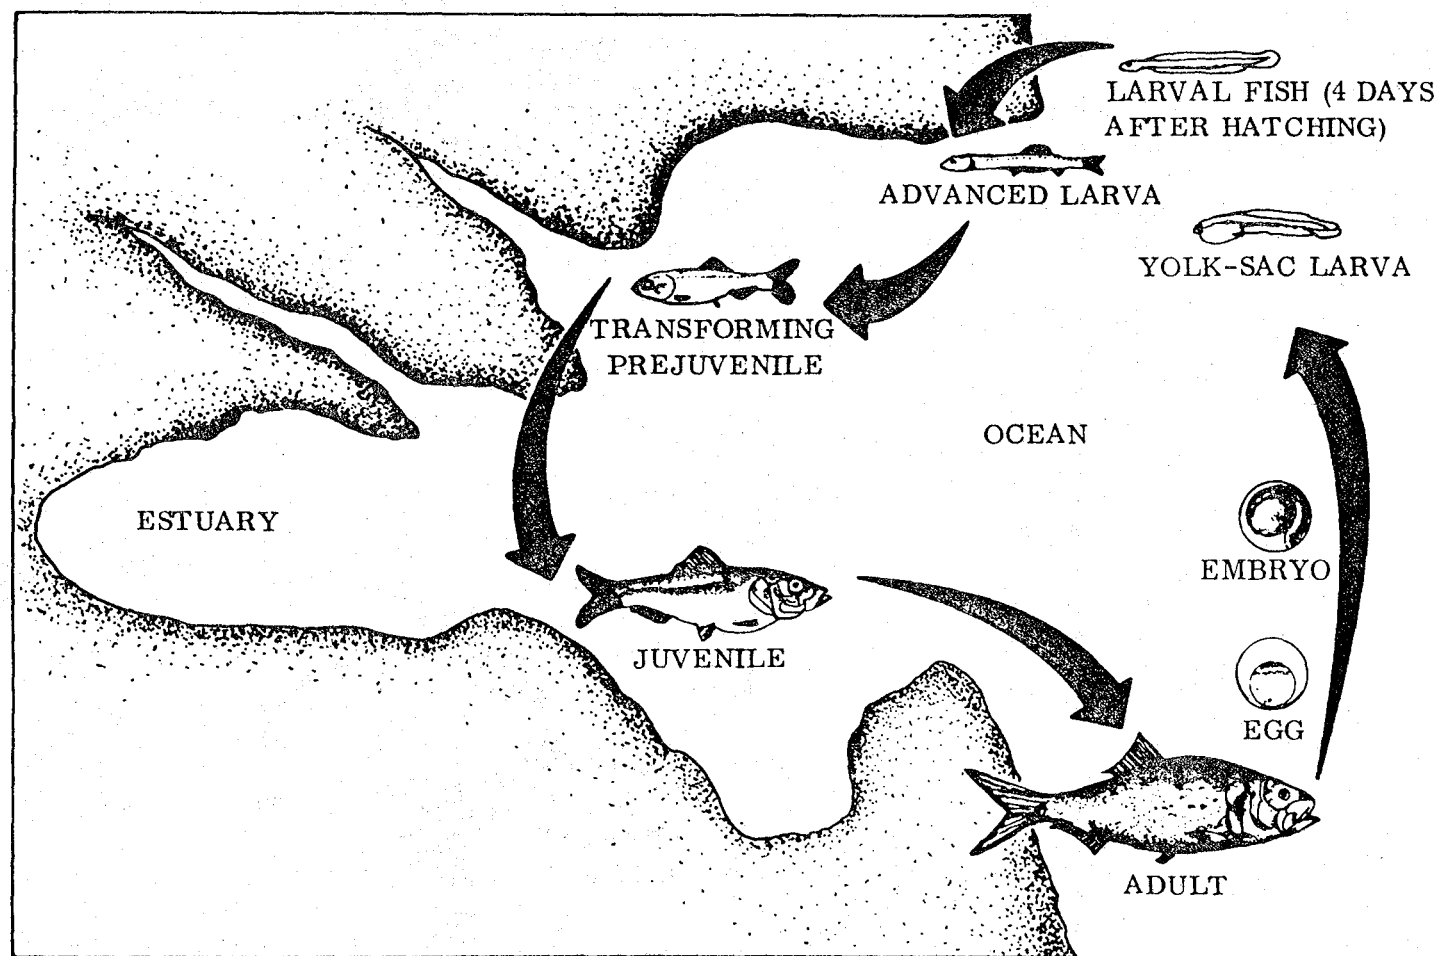 LARVAL FISH (4 DAYS
AFTER HATCHING)
ADVANCED LARVA
YOLK-SAC LARVA
TRANSFORMING
PREJUVENILE
OCEAN
ESTUARY
EMBRYO
JUVENILE
EGG
ADULT